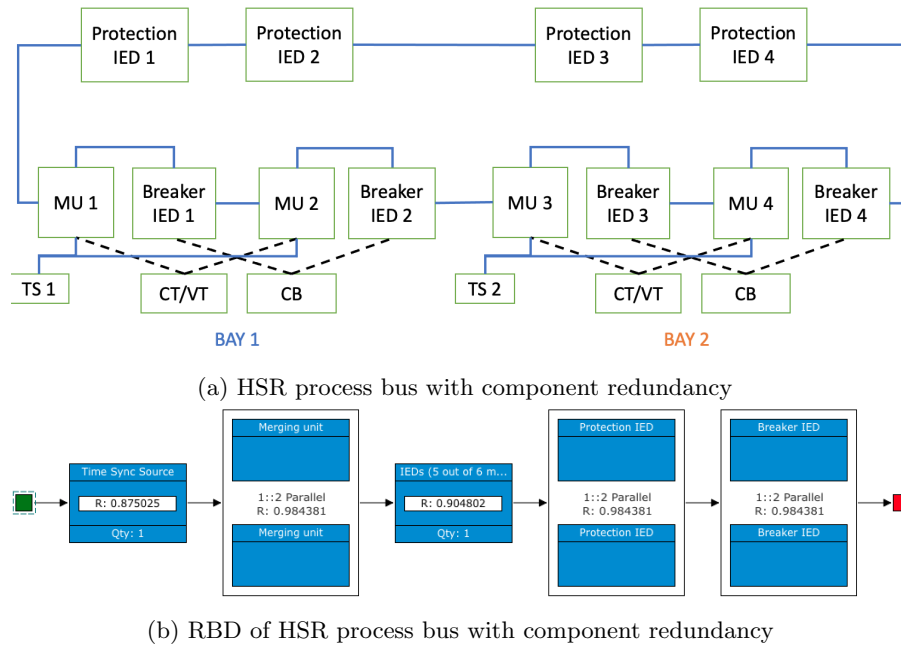 Protection
IED 1
Protection
IED 2
Protection
IED 3
Protection
IED 4
MU 1
Breaker
IED 1
MU 2
Breaker
IED 2
MU 3
Breaker
IED 3
MU 4
Breaker
IED 4
TS 1
CT/VT
CB
TS 2
CT/VT
CB
BAY 1
BAY 2
(a) HSR process bus with component redundancy
Time Sync Source
R: 0.875025
Qty: 1
Merging unit
1::2 Parallel
R: 0.984381
Merging unit
IEDs (5 out of 6 m...
R: 0.904802
Qty: 1
Protection IED
1::2 Parallel
R: 0.984381
Protection IED
Breaker IED
1::2 Parallel
R: 0.984381
Breaker IED
(b) RBD of HSR process bus with component redundancy